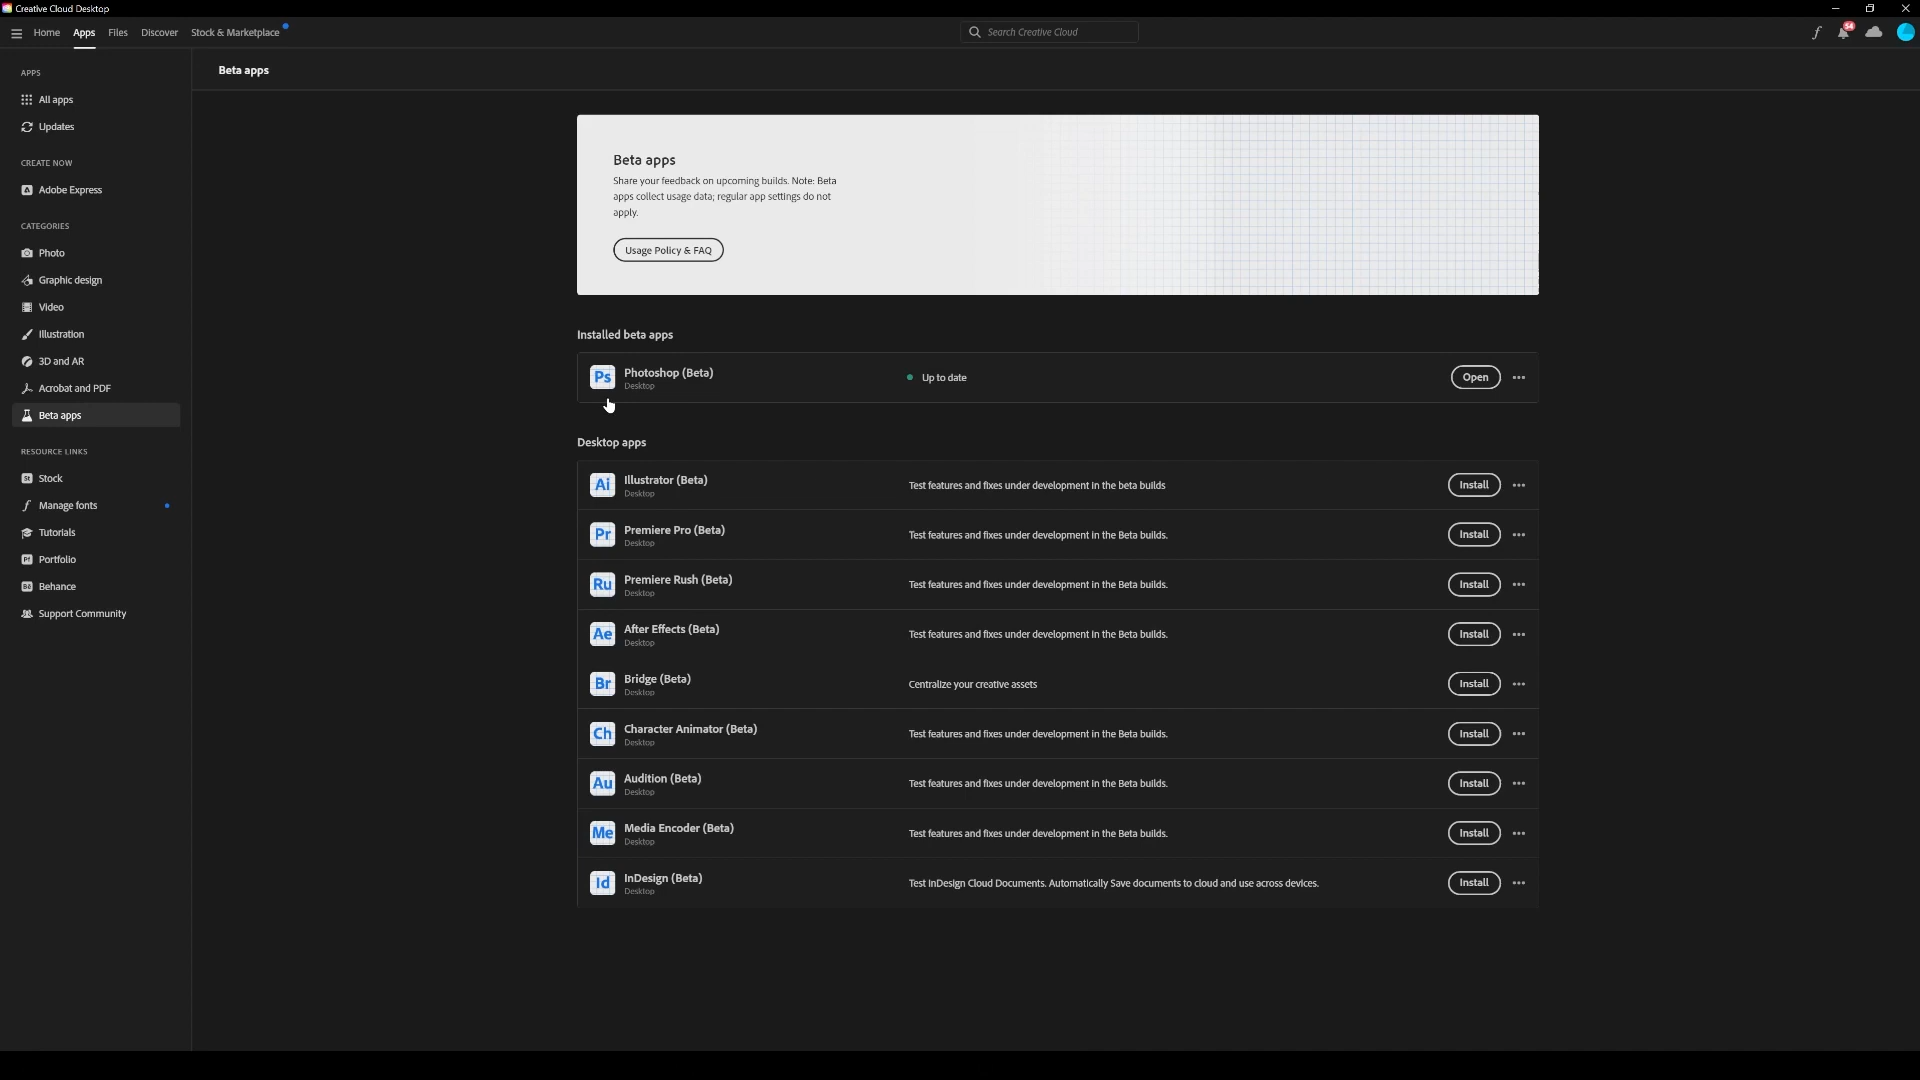 Creative Cloud Desktop
Home Apps Files Discover Stock & Marketplace
Search Creative Cloud
54
APPS
All apps
Updates
CREATE NOW
Adobe Express
CATEGORIES
Photo
Graphic design
Video
Illustration
3D and AR
Acrobat and PDF
Beta apps
RESOURCE LINKS
St Stock
Manage fonts
Tutorials
Pf Portfolio
Bē Behance
Support Community
Beta apps
Beta apps
Share your feedback on upcoming builds. Note: Beta
apps collect usage data; regular app settings do not
apply.
Usage Policy & FAQ
Installed beta apps
Ps Photoshop (Beta)
Desktop
Up to date
Open
Desktop apps
Ai Illustrator (Beta)
Desktop
Test features and fixes under development in the beta builds
Install
Pr Premiere Pro (Beta)
Desktop
Test features and fixes under development in the Beta builds.
Install
Ru Premiere Rush (Beta)
Desktop
Test features and fixes under development in the Beta builds.
Install
Ae After Effects (Beta)
Desktop
Test features and fixes under development in the Beta builds.
Install
Br Bridge (Beta)
Desktop
Centralize your creative assets
Install
Ch Character Animator (Beta)
Desktop
Test features and fixes under development in the Beta builds.
Install
Au Audition (Beta)
Desktop
Test features and fixes under development in the Beta builds.
Install
Me Media Encoder (Beta)
Desktop
Test features and fixes under development in the Beta builds.
Install
Id InDesign (Beta)
Desktop
Test InDesign Cloud Documents. Automatically Save documents to cloud and use across devices.
Install